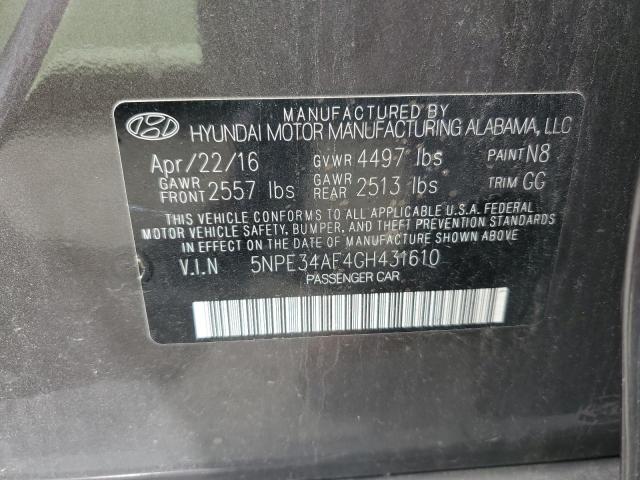 MANUFACTURED BY
HYUNDAI MOTOR MANUFACTURING ALABAMA, LLC
Apr/22/16 GVWR 4497 lbs PAINT N8
GAWR FRONT 2557 lbs GAWR REAR 2513 lbs TRIM GG
THIS VEHICLE CONFORMS TO ALL APPLICABLE U.S.A. FEDERAL
MOTOR VEHICLE SAFETY, BUMPER, AND THEFT PREVENTION STANDARDS
IN EFFECT ON THE DATE OF MANUFACTURE SHOWN ABOVE.
V.I.N 5NPE34AF4GH431610
PASSENGER CAR